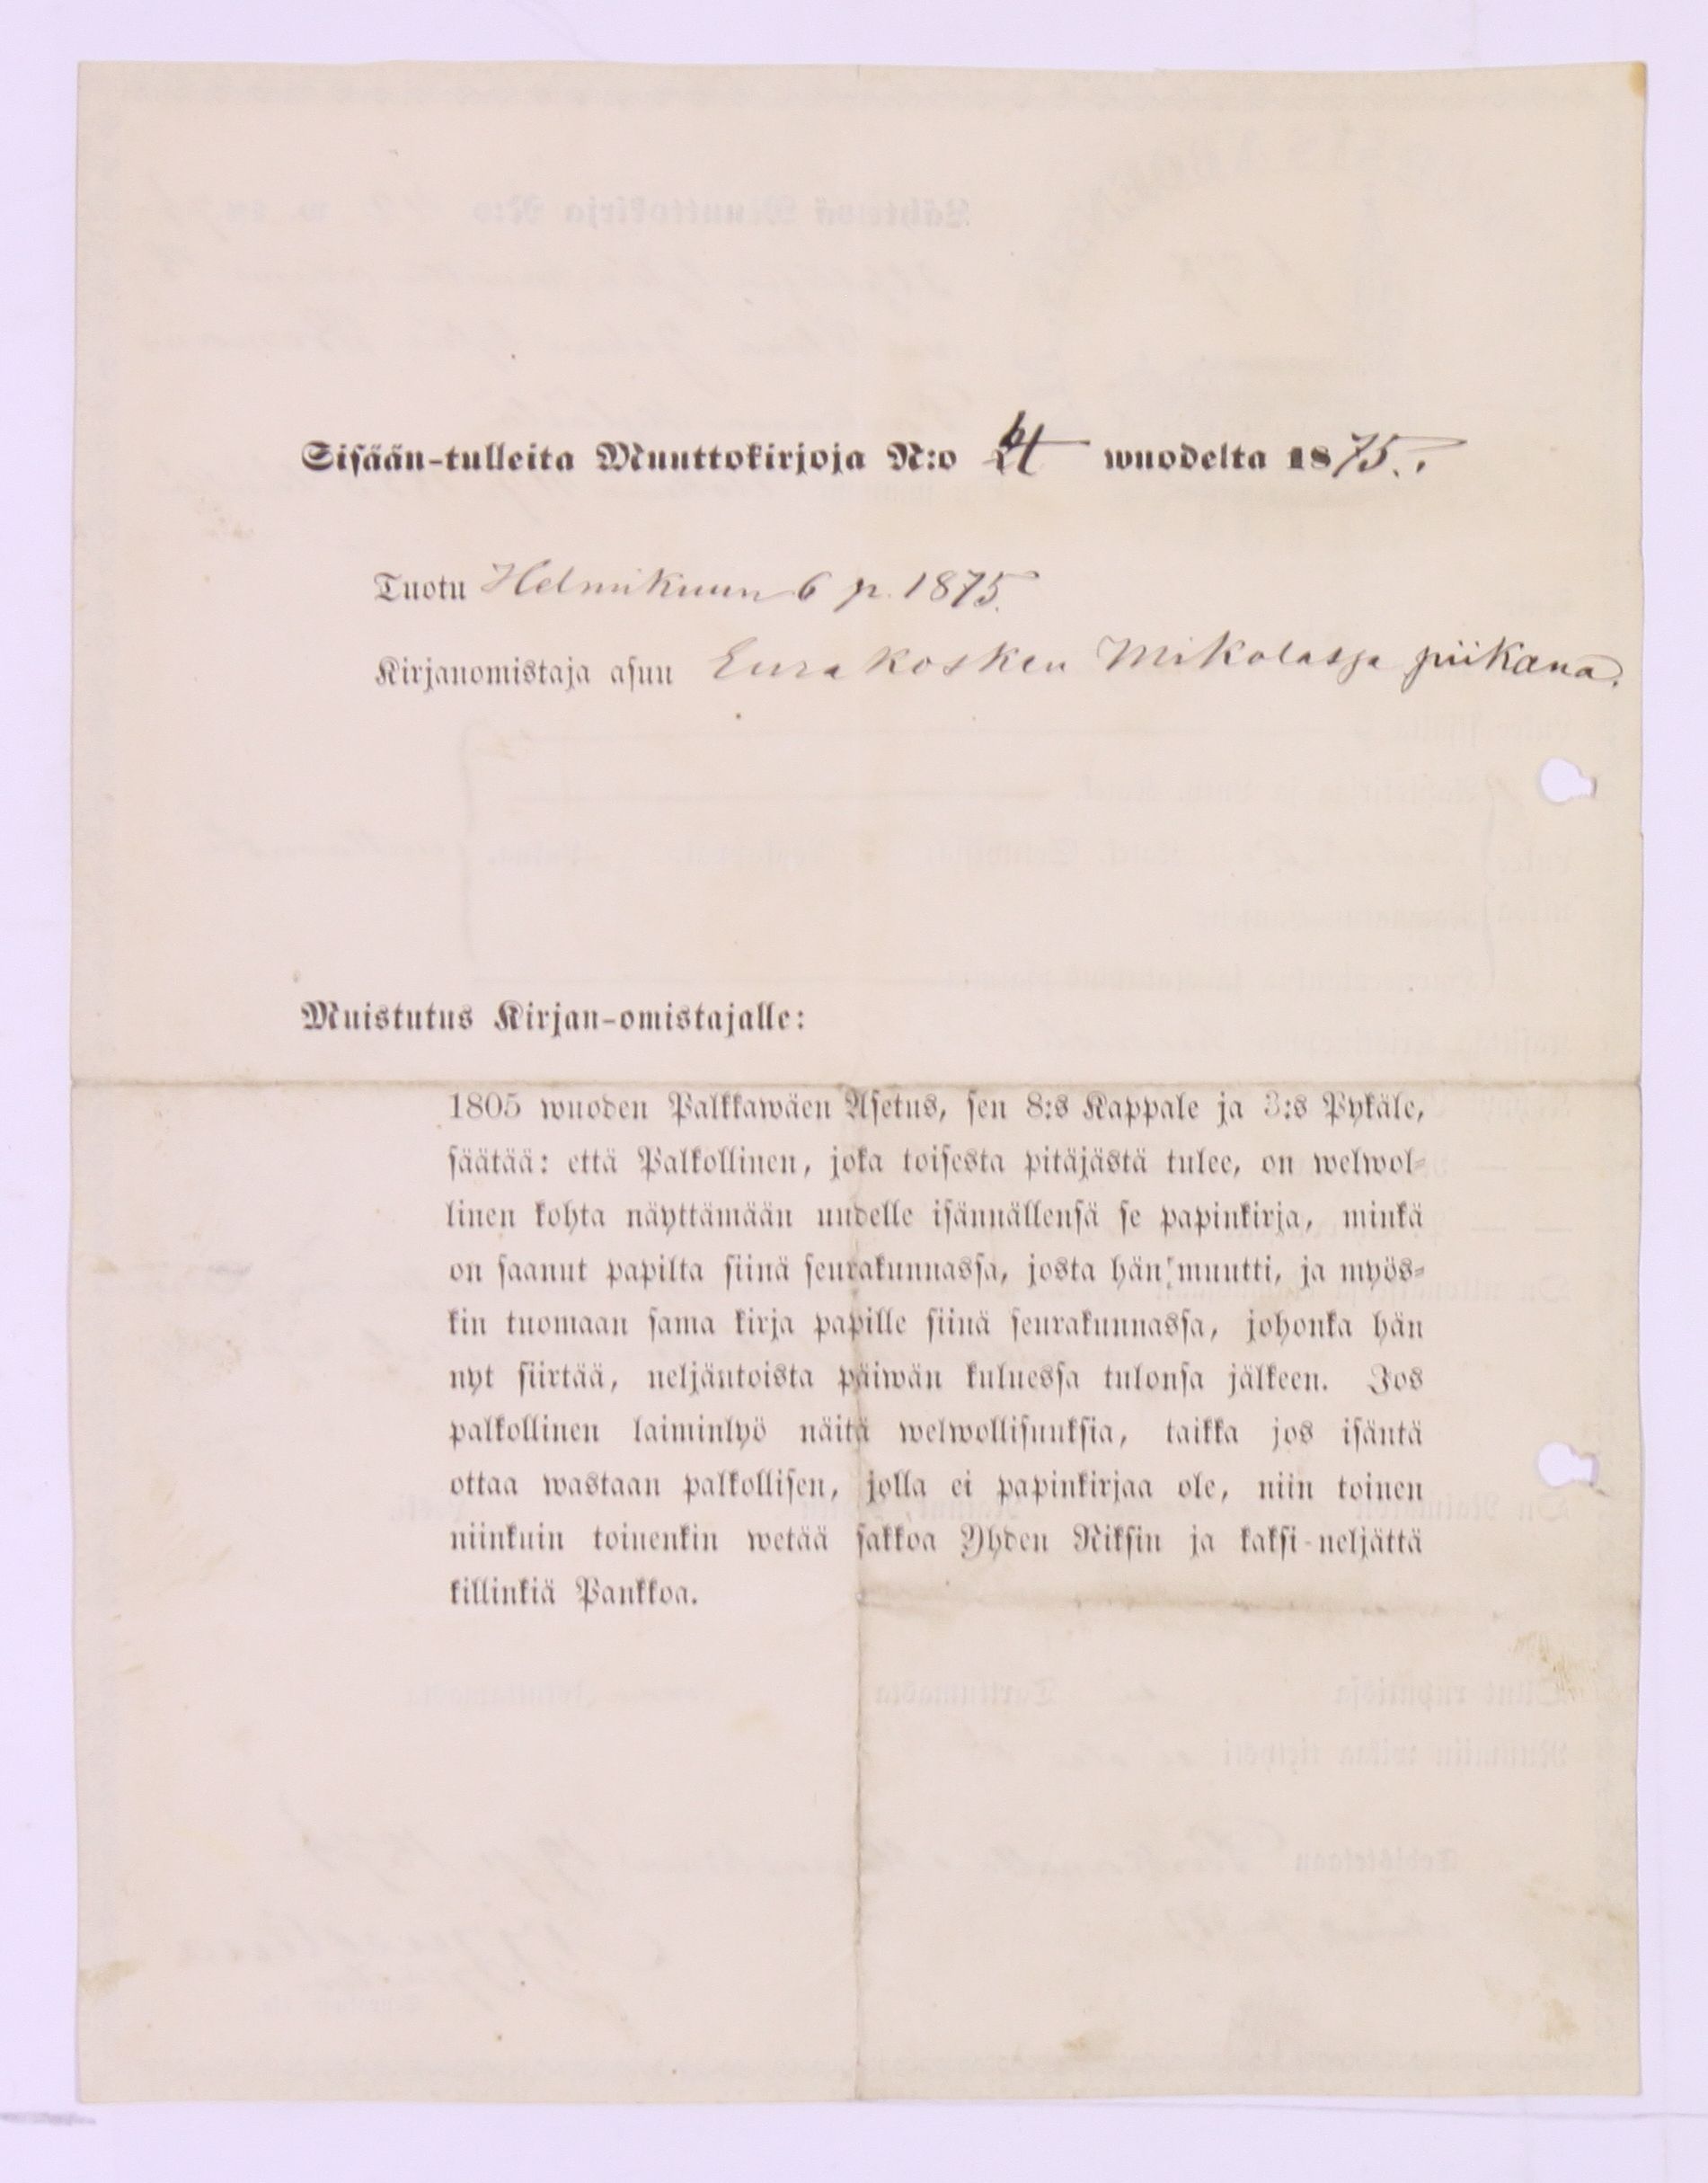 Sisään-tulleita Muuttokirjoja N:o 4 wuodelta 1875.
Tuotu Helmikuun 6 p. 1875.
Kirjanomistaja asuu Eurakosken Mikolassa piikana.
Muistutus Kirjan-omistajalle:
1805 wuoden Palkkawäen Asetus, sen 8:s Kappale ja 3:s Pykäle,
säätää: että Palkollinen, joka toisesta pitäjästä tulee, on welwol-
linen kohta näyttämään uudelle isännällensä se papinkirja, minkä
on saanut papilta siinä seurakunnassa, josta hän muutti, ja myös-
kin tuomaan sama kirja papille siinä seurakunnassa, johonka hän
nyt siirtää, neljäntoista päiwän kuluessa tulonsa jälkeen. Jos
palkollinen laiminlyö näitä welwollisuuksia, taikka jos isäntä
ottaa wastaan palkollisen, jolla ei papinkirjaa ole, niin toinen
niinkuin toinenkin wetää sakkoa Yhden Riksin ja kaksi-neljättä
killinkiä Pankkoa.